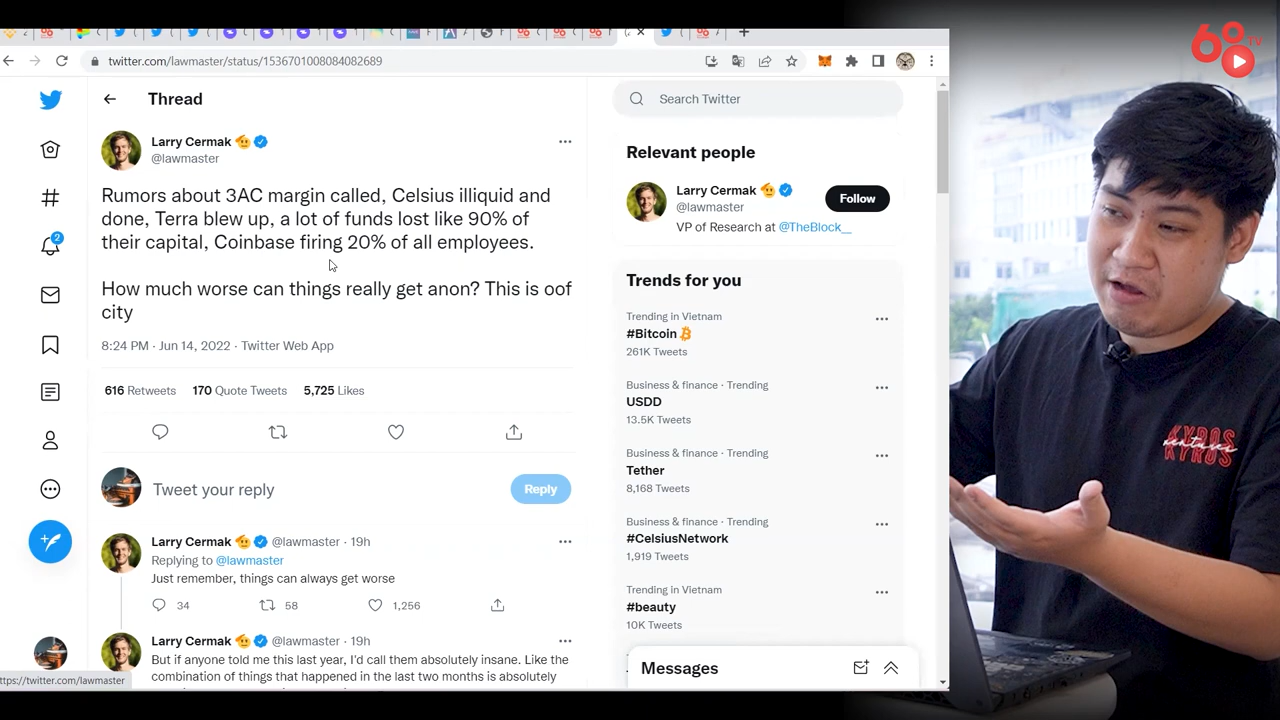 twitter.com/lawmaster/status/1536701008084082689
60
TV
Thread
Search Twitter
Larry Cermak
@lawmaster
Rumors about 3AC margin called, Celsius illiquid and
done, Terra blew up, a lot of funds lost like 90% of
their capital, Coinbase firing 20% of all employees.
How much worse can things really get anon? This is oof
city
8:24 PM · Jun 14, 2022 · Twitter Web App
616 Retweets 170 Quote Tweets 5,725 Likes
Tweet your reply
Reply
Larry Cermak @lawmaster · 19h
Replying to @lawmaster
Just remember, things can always get worse
34 58 1,256
Larry Cermak @lawmaster · 19h
But if anyone told me this last year, I'd call them absolutely insane. Like the
combination of things that happened in the last two months is absolutely
2
Relevant people
Larry Cermak
@lawmaster
Follow
VP of Research at @TheBlock__
Trends for you
Trending in Vietnam
#Bitcoin
261K Tweets
Business & finance · Trending
USDD
13.5K Tweets
Business & finance · Trending
Tether
8,168 Tweets
Business & finance · Trending
#CelsiusNetwork
1,919 Tweets
Trending in Vietnam
#beauty
10K Tweets
Messages
https://twitter.com/lawmaster
KYROS
ventures
KYROS